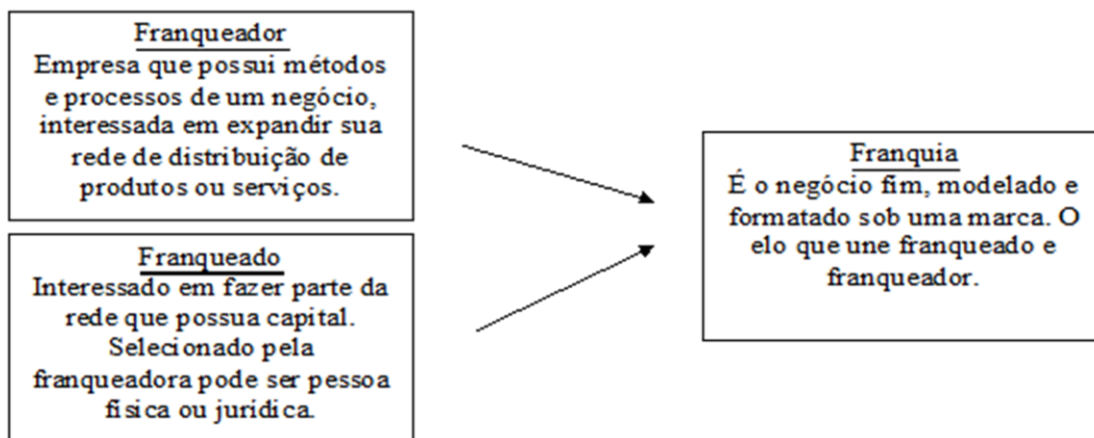 Franqueador
Empresa que possui métodos
e processos de um negócio,
interessada em expandir sua
rede de distribuição de
produtos ou serviços.
Franqueado
Interessado em fazer parte da
rede que possua capital.
Selecionado pela
franqueadora pode ser pessoa
física ou jurídica.
Franquia
É o negócio fim, modelado e
formatado sob uma marca. O
elo que une franqueado e
franqueador.